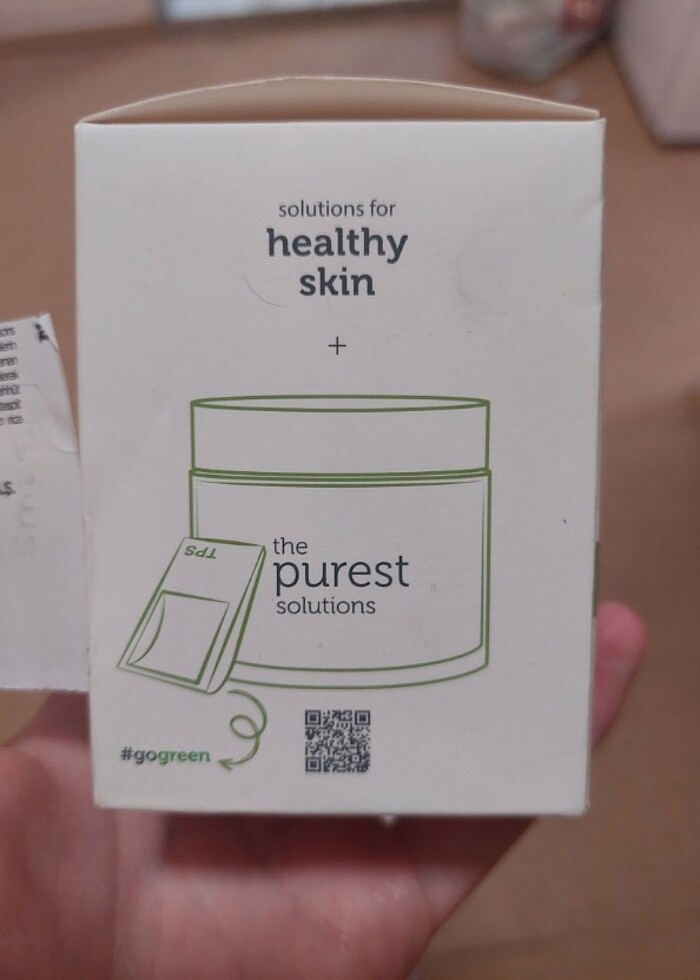 solutions for
healthy
skin
+
TPS
the
purest
solutions
#gogreen